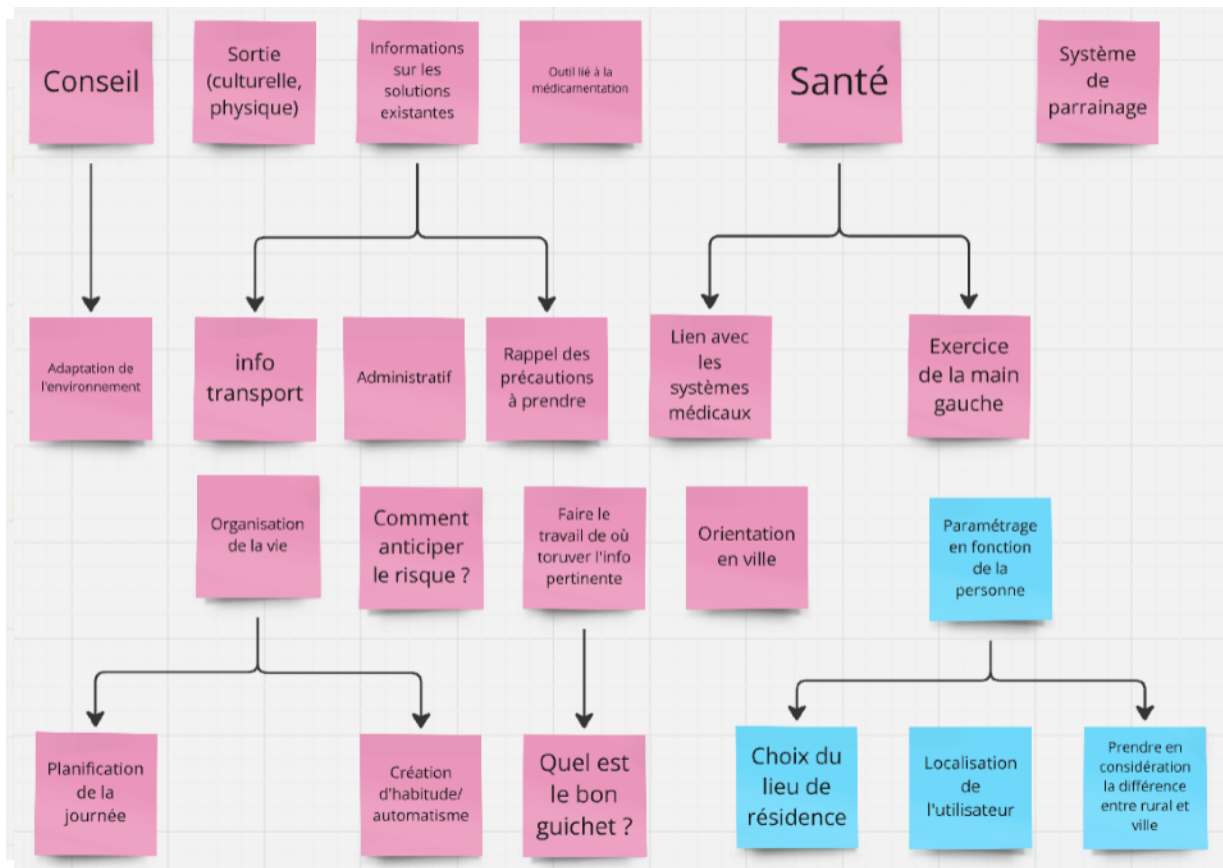 Conseil
Sortie
(culturelle,
physique)
Informations
sur les
solutions
existantes
Outil lié à la
médicamentation
Santé
Système
de
parrainage
Adaptation de
l'environnement
info
transport
Administratif
Rappel des
précautions
à prendre
Lien avec
les
systèmes
médicaux
Exercice
de la main
gauche
Organisation
de la vie
Comment
anticiper
le risque ?
Faire le
travail de où
toruver l'info
pertinente
Orientation
en ville
Paramétrage
en fonction
de la
personne
Planification
de la
journée
Création
d'habitude/
automatisme
Quel est
le bon
guichet ?
Choix du
lieu de
résidence
Localisation
de
l'utilisateur
Prendre en
considération
la différence
entre rural et
ville